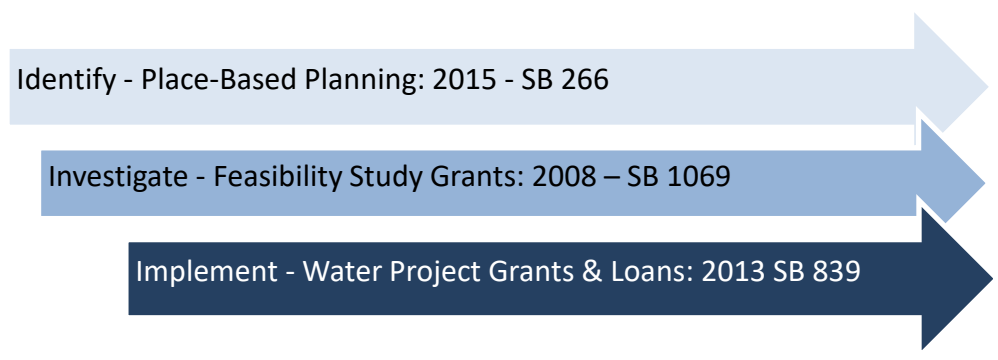 Identify - Place-Based Planning: 2015 - SB 266
Investigate - Feasibility Study Grants: 2008 – SB 1069
Implement - Water Project Grants & Loans: 2013 SB 839